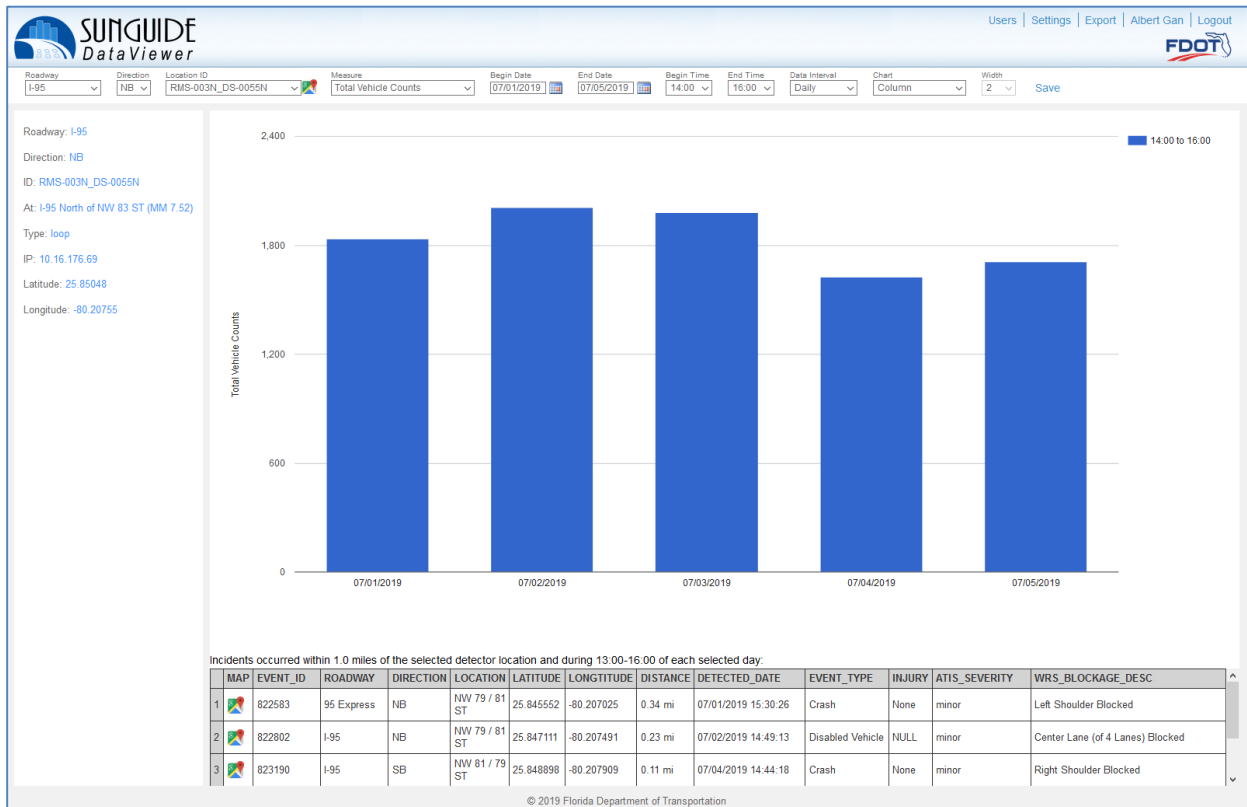 SUNGUIDE
DataViewer
Users | Settings | Export | Albert Gan | Logout
FDOT
Roadway Direction Location ID Measure Begin Date End Date Begin Time End Time Data Interval Chart Width
I-95 NB RMS-003N_DS-0055N Total Vehicle Counts 07/01/2019 07/05/2019 14:00 16:00 Daily Column 2 Save
Roadway: I-95
Direction: NB
ID: RMS-003N_DS-0055N
At: I-95 North of NW 83 ST (MM 7.52)
Type: loop
IP: 10.16.176.69
Latitude: 25.85048
Longitude: -80.20755
2,400
1,800
1,200
600
0
Total Vehicle Counts
14:00 to 16:00
07/01/2019 07/02/2019 07/03/2019 07/04/2019 07/05/2019
Incidents occurred within 1.0 miles of the selected detector location and during 13:00-16:00 of each selected day:
MAP EVENT_ID ROADWAY DIRECTION LOCATION LATITUDE LONGTITUDE DISTANCE DETECTED_DATE EVENT_TYPE INJURY ATIS_SEVERITY WRS_BLOCKAGE_DESC
1 822583 95 Express NB NW 79 / 81 ST 25.845552 -80.207025 0.34 mi 07/01/2019 15:30:26 Crash None minor Left Shoulder Blocked
2 822802 I-95 NB NW 79 / 81 ST 25.847111 -80.207491 0.23 mi 07/02/2019 14:49:13 Disabled Vehicle NULL minor Center Lane (of 4 Lanes) Blocked
3 823190 I-95 SB NW 81 / 79 ST 25.848898 -80.207909 0.11 mi 07/04/2019 14:44:18 Crash None minor Right Shoulder Blocked
© 2019 Florida Department of Transportation